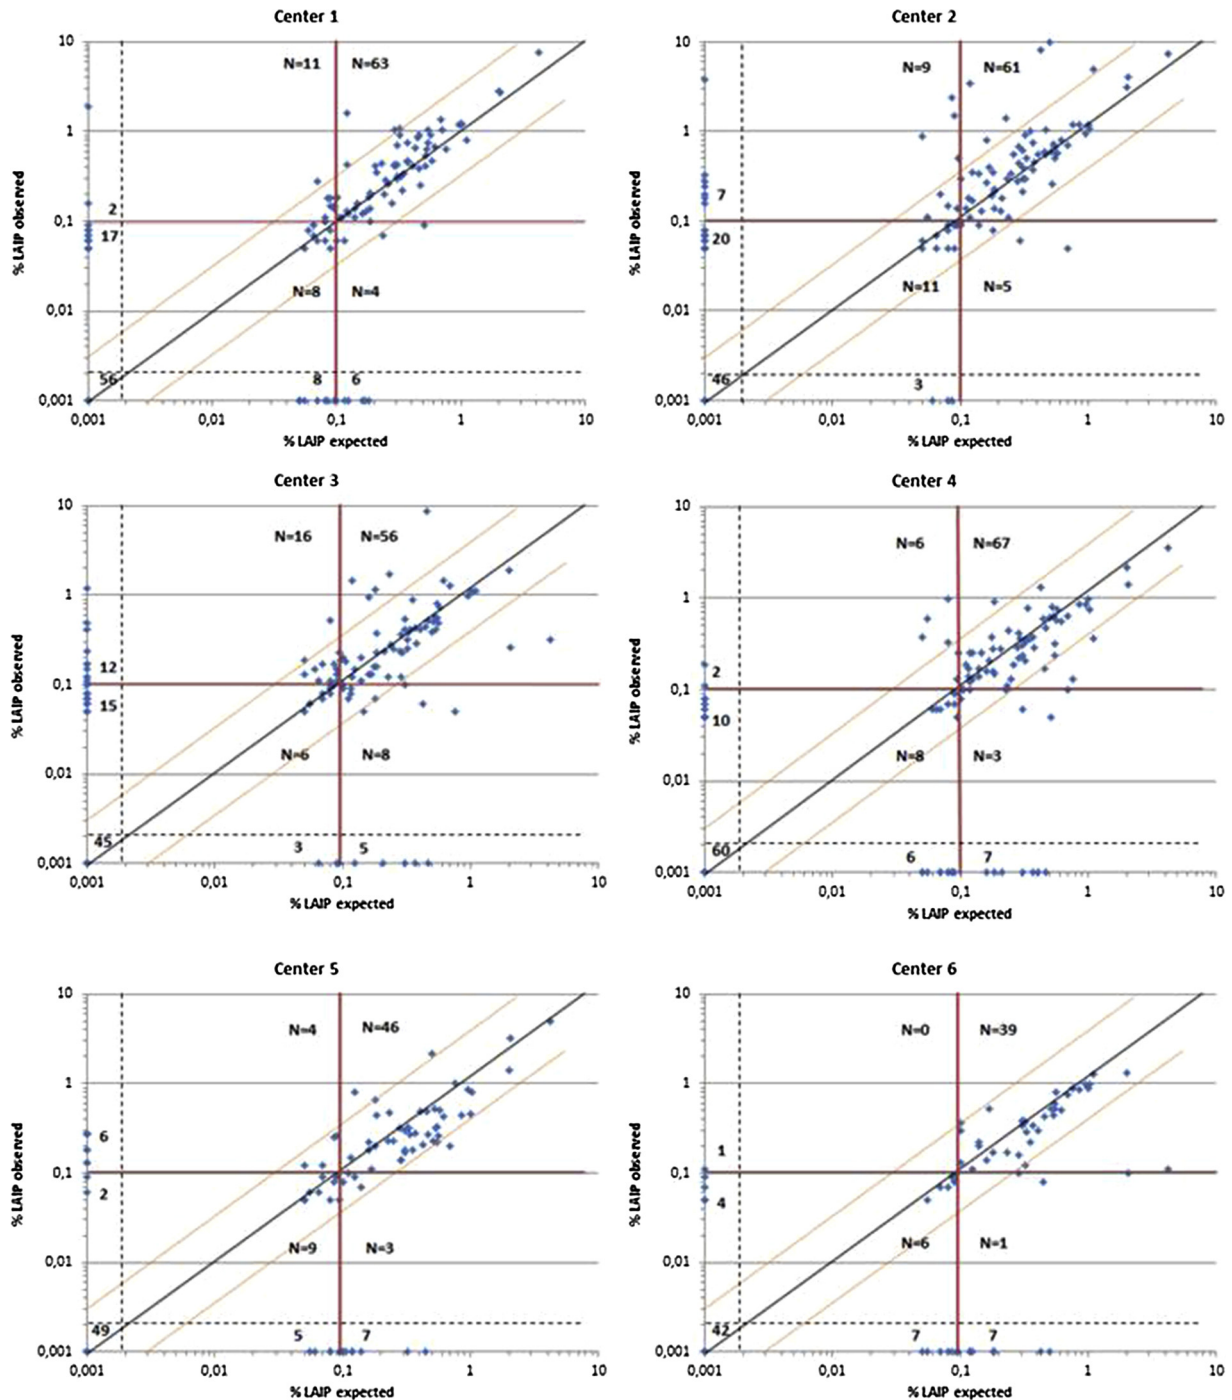 Center 1
Center 2
10
N=11 N=63
1
% LAIP observed
2
0,1
17
N=8 N=4
0,01
56
8 6
0,001
0,001 0,01 0,1 1 10
% LAIP expected
10
N=9 N=61
1
% LAIP observed
7
0,1
20
N=11 N=5
0,01
46
3
0,001
0,001 0,01 0,1 1 10
% LAIP expected
Center 3
Center 4
10
N=16 N=56
1
% LAIP observed
12
0,1
15
N=6 N=8
0,01
45
3 5
0,001
0,001 0,01 0,1 1 10
% LAIP expected
10
N=6 N=67
1
% LAIP observed
2
0,1
10
N=8 N=3
0,01
60
6 7
0,001
0,001 0,01 0,1 1 10
% LAIP expected
Center 5
Center 6
10
N=4 N=46
1
% LAIP observed
6
0,1
2
N=9 N=3
0,01
49
5 7
0,001
0,001 0,01 0,1 1 10
% LAIP expected
10
N=0 N=39
1
% LAIP observed
1
0,1
4
N=6 N=1
0,01
42
7 7
0,001
0,001 0,01 0,1 1 10
% LAIP expected